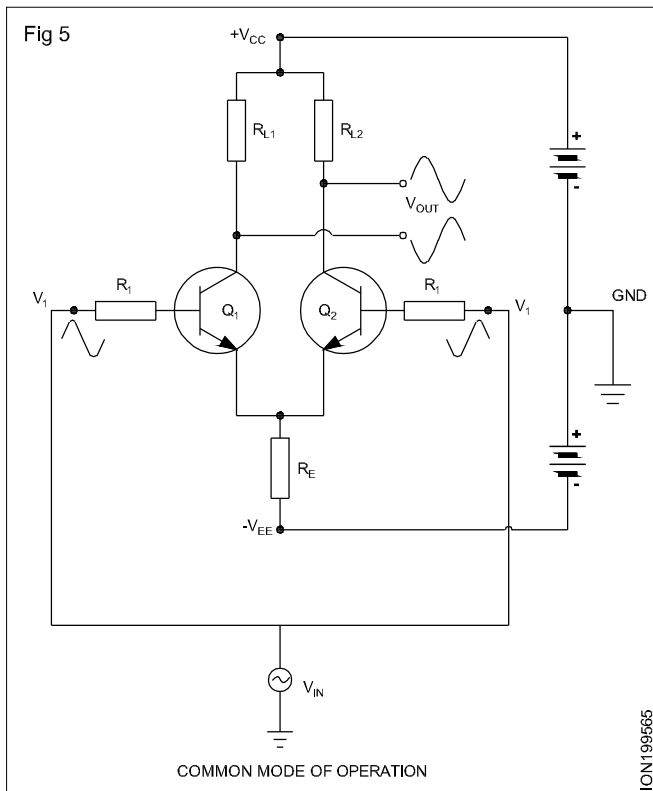 Fig 5
+VCC
RL1
RL2
+
-
VOUT
V1
R1
Q1
Q2
R1
V1
GND
+
-
RE
-VEE
VIN
COMMON MODE OF OPERATION
ION199565